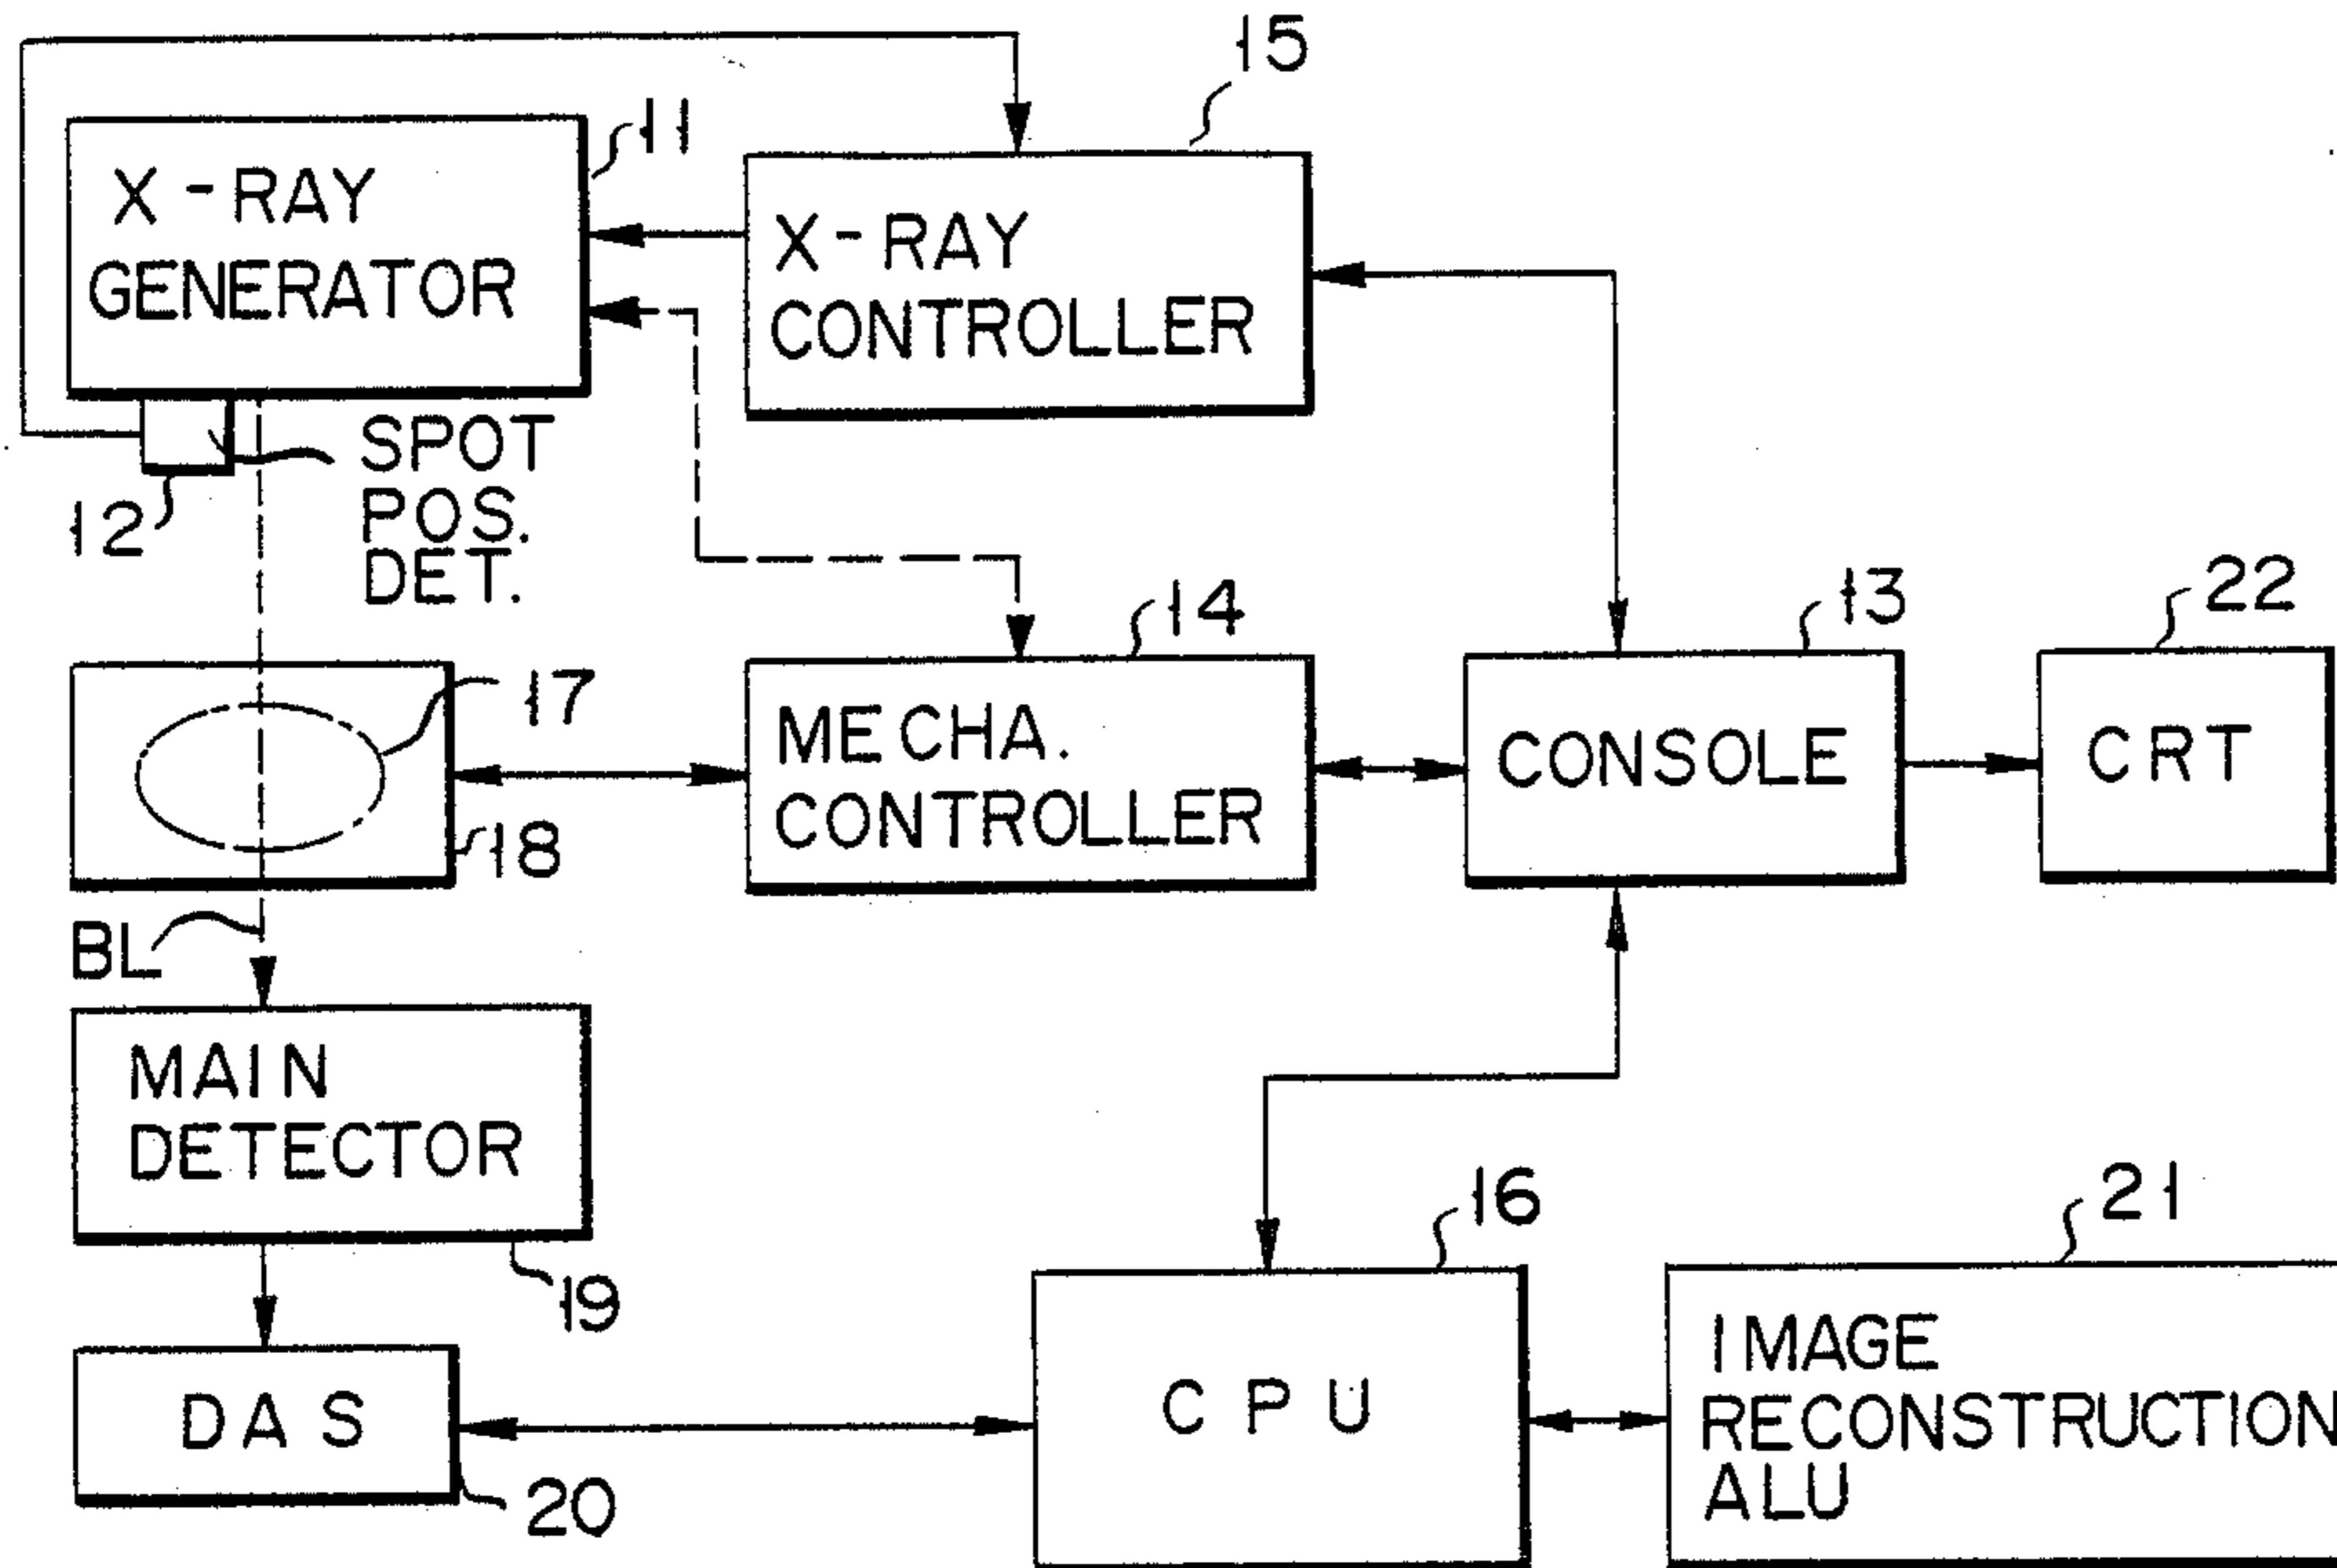 15
11
X-RAY
GENERATOR
X-RAY
CONTROLLER
SPOT
POS.
DET.
12
14
13
22
17
MECHA.
CONTROLLER
CONSOLE
CRT
18
BL
MAIN
DETECTOR
16
21
19
IMAGE
RECONSTRUCTION
ALU
DAS
CPU
20